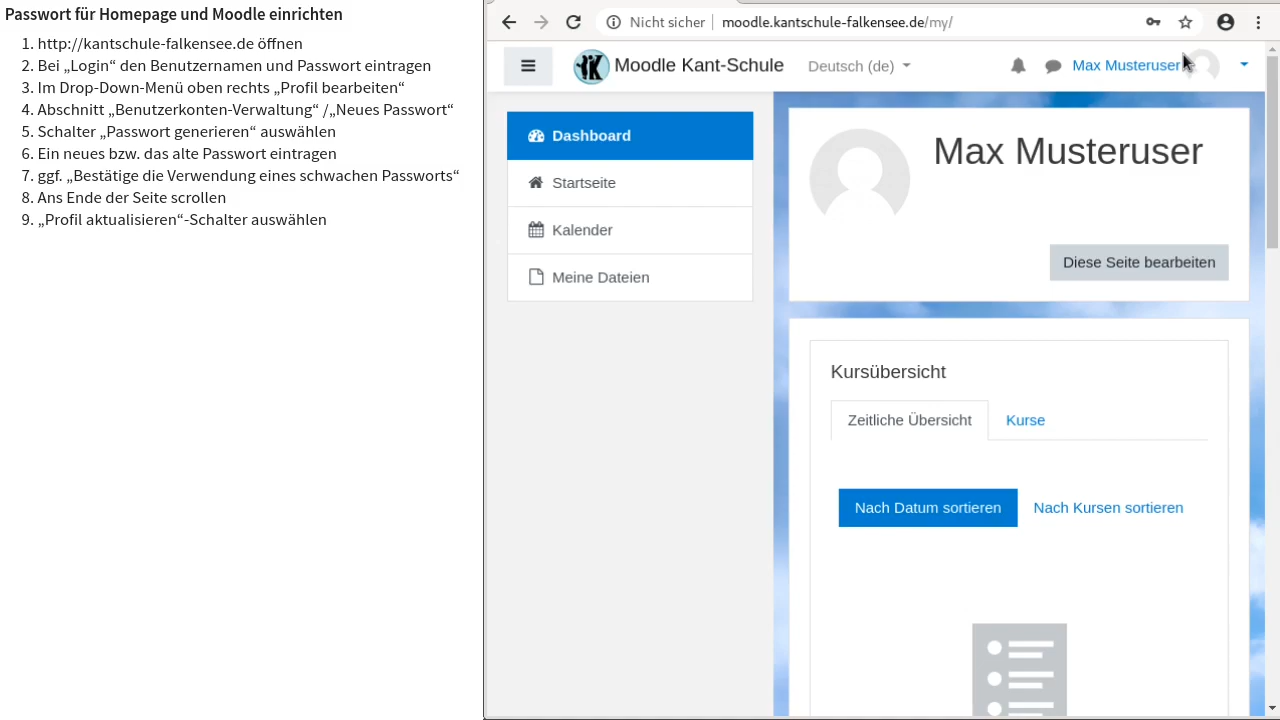 Passwort für Homepage und Moodle einrichten
1. http://kantschule-falkensee.de öffnen
2. Bei „Login“ den Benutzernamen und Passwort eintragen
3. Im Drop-Down-Menü oben rechts „Profil bearbeiten“
4. Abschnitt „Benutzerkonten-Verwaltung“ /„Neues Passwort“
5. Schalter „Passwort generieren“ auswählen
6. Ein neues bzw. das alte Passwort eintragen
7. ggf. „Bestätige die Verwendung eines schwachen Passworts“
8. Ans Ende der Seite scrollen
9. „Profil aktualisieren“-Schalter auswählen
Nicht sicher moodle.kantschule-falkensee.de/my/
Moodle Kant-Schule Deutsch (de) Max Musteruser
Dashboard
Startseite
Kalender
Meine Dateien
Max Musteruser
Diese Seite bearbeiten
Kursübersicht
Zeitliche Übersicht Kurse
Nach Datum sortieren Nach Kursen sortieren